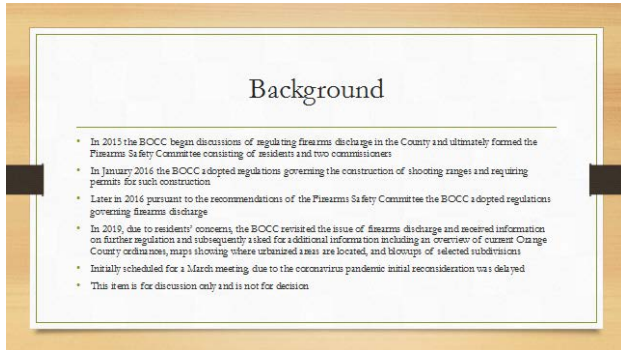 Background
• In 2015 the BOCC began discussions of regulating firearms discharge in the County and ultimately formed the
Firearms Safety Committee consisting of residents and two commissioners
• In January 2016 the BOCC adopted regulations governing the construction of shooting ranges and requiring
permits for such construction
• Later in 2016 pursuant to the recommendations of the Firearms Safety Committee the BOCC adopted regulations
governing firearms discharge
• In 2019, due to residents' concerns, the BOCC revisited the issue of firearms discharge and received information
on further regulation and subsequently asked for additional information including an overview of current Orange
County ordinances, maps showing where urbanized areas are located, and blowups of selected subdivisions
• Initially scheduled for a March meeting, due to the coronavirus pandemic initial reconsideration was delayed
• This item is for discussion only and is not for decision